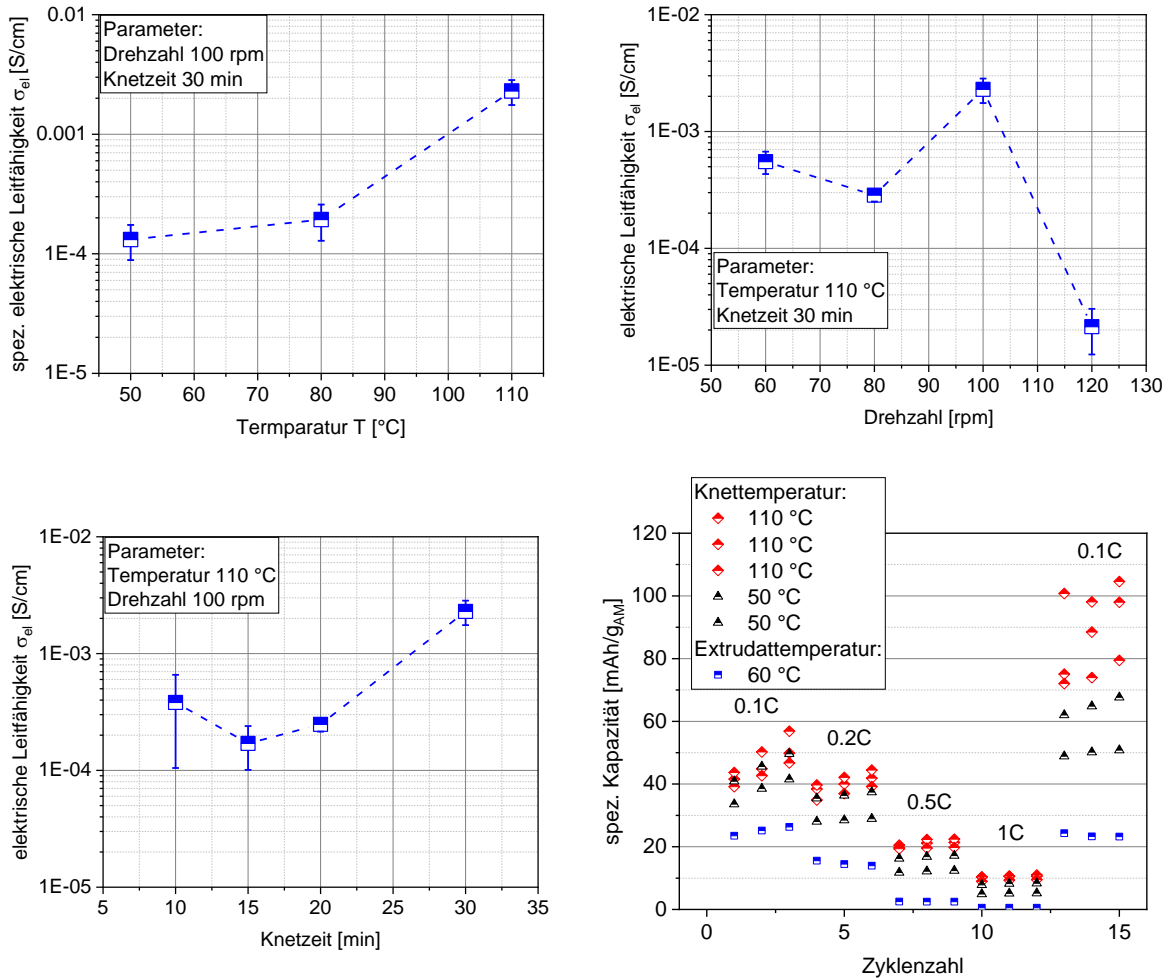 0.01
0.001
1E-4
1E-5
spez. elektrische Leitfähigkeit σel [S/cm]
Parameter:
Drehzahl 100 rpm
Knetzeit 30 min
50 60 70 80 90 100 110
Termparatur T [°C]
1E-02
1E-03
1E-04
1E-05
elektrische Leitfähigkeit σel [S/cm]
Parameter:
Temperatur 110 °C
Knetzeit 30 min
50 60 70 80 90 100 110 120 130
Drehzahl [rpm]
1E-02
1E-03
1E-04
1E-05
elektrische Leitfähigkeit σel [S/cm]
Parameter:
Temperatur 110 °C
Drehzahl 100 rpm
5 10 15 20 25 30 35
Knetzeit [min]
Knettemperatur:
110 °C
110 °C
110 °C
50 °C
50 °C
Extrudattemperatur:
60 °C
120
100
80
60
40
20
0
spez. Kapazität [mAh/gAM]
0.1C
0.2C
0.5C
1C
0.1C
0 5 10 15
Zyklenzahl